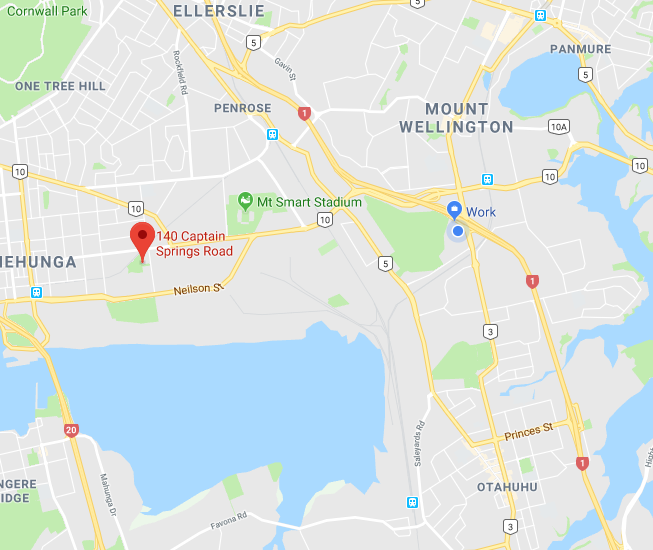 Cornwall Park
ELLERSLIE
5
5
PANMURE
5
ONE TREE HILL
Rockfield Rd
Gavin St
PENROSE
1
MOUNT
WELLINGTON
10A
10
10
10
10
Mt Smart Stadium
10
Work
140 Captain
Springs Road
EHUNGA
5
Neilson St
1
3
20
Saleyards Rd
Princes St
1
NGERE
IDGE
Mahunga Dr
OTAHUHU
Favona Rd
3